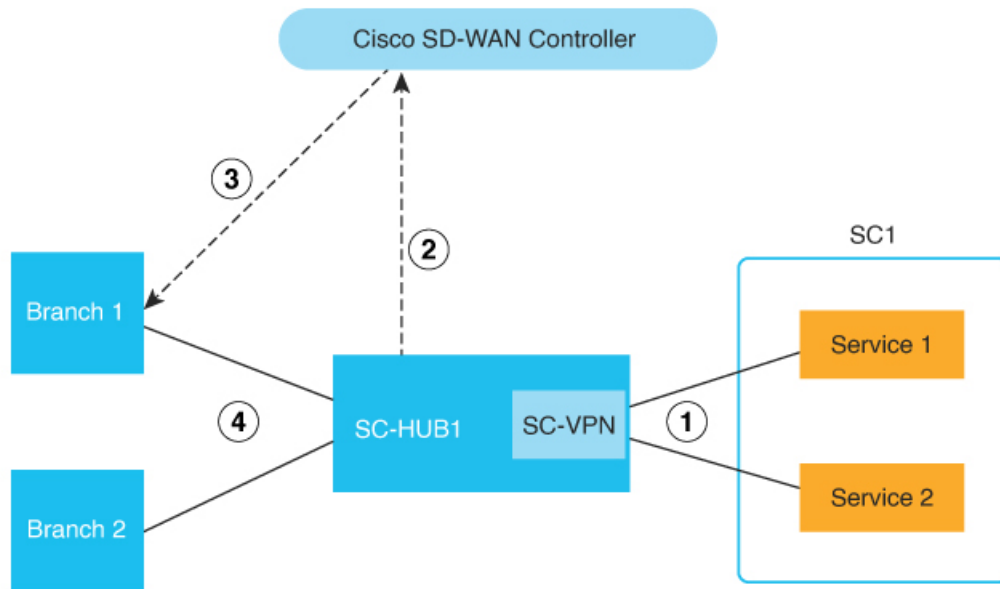 Cisco SD-WAN Controller
3
2
SC1
Branch 1
Service 1
4
SC-HUB1
SC-VPN
1
Branch 2
Service 2